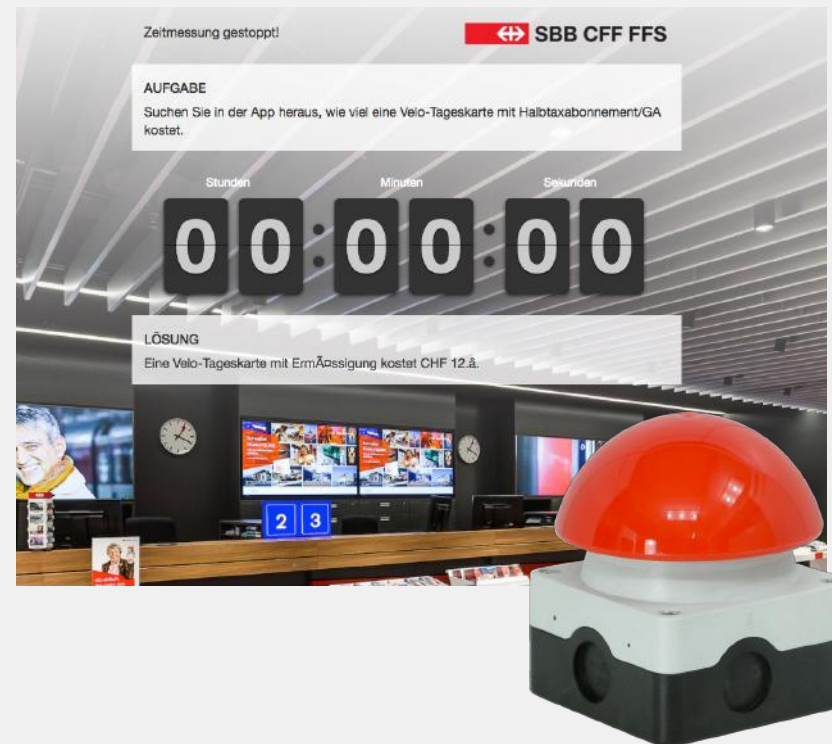 Zeitmessung gestoppt!
SBB CFF FFS
AUFGABE
Suchen Sie in der App heraus, wie viel eine Velo-Tageskarte mit Halbtaxabonnement/GA
kostet.
Stunden Minuten Sekunden
00:00:00
LÖSUNG
Eine Velo-Tageskarte mit ErmÃ¤ssigung kostet CHF 12.â.
2 3